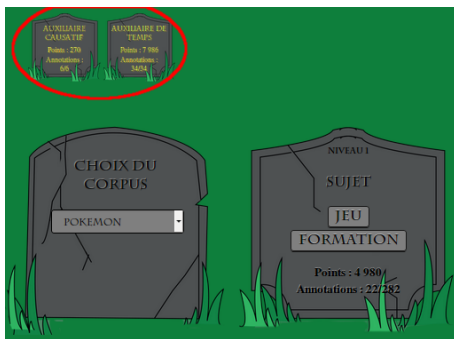 AUXILIAIRE
CAUSATIF
Points : 270
Annotations :
6/6
AUXILIAIRE DE
TEMPS
Points : 7 986
Annotations :
34/34
CHOIX DU
CORPUS
POKEMON
NIVEAU 1
SUJET
JEU
FORMATION
Points : 4 980
Annotations : 22/282